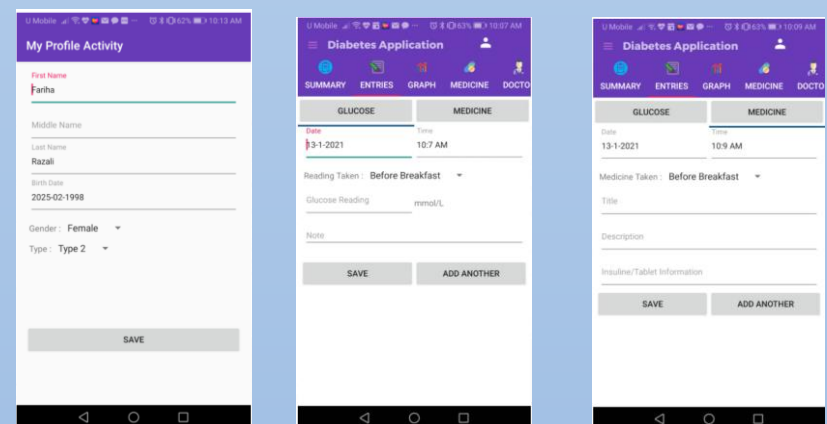 U Mobile 62% 10:13 AM
My Profile Activity
First Name
Fariha
Middle Name
Last Name
Razali
Birth Date
2025-02-1998
Gender : Female
Type : Type 2
SAVE
U Mobile 63% 10:07 AM
Diabetes Application
SUMMARY ENTRIES GRAPH MEDICINE DOCTO
GLUCOSE MEDICINE
Date Time
13-1-2021 10:7 AM
Reading Taken : Before Breakfast
Glucose Reading mmol/L
Note
SAVE ADD ANOTHER
U Mobile 63% 10:09 AM
Diabetes Application
SUMMARY ENTRIES GRAPH MEDICINE DOCTO
GLUCOSE MEDICINE
Date Time
13-1-2021 10:9 AM
Medicine Taken : Before Breakfast
Title
Description
Insuline/Tablet Information
SAVE ADD ANOTHER